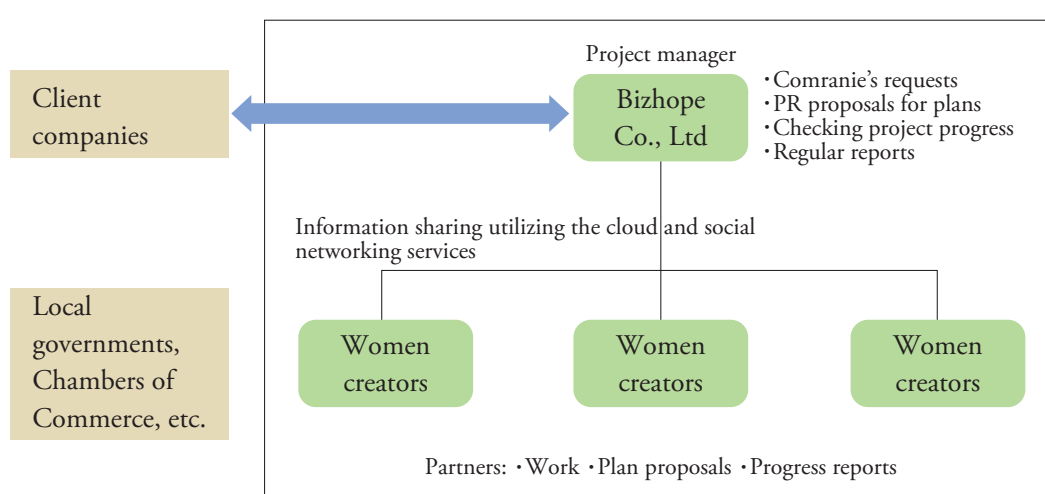 Project manager
Client
companies
Bizhope
Co., Ltd
・Comranie’s requests
・PR proposals for plans
・Checking project progress
・Regular reports
Information sharing utilizing the cloud and social
networking services
Local
governments,
Chambers of
Commerce, etc.
Women
creators
Women
creators
Women
creators
Partners: ・Work ・Plan proposals ・Progress reports